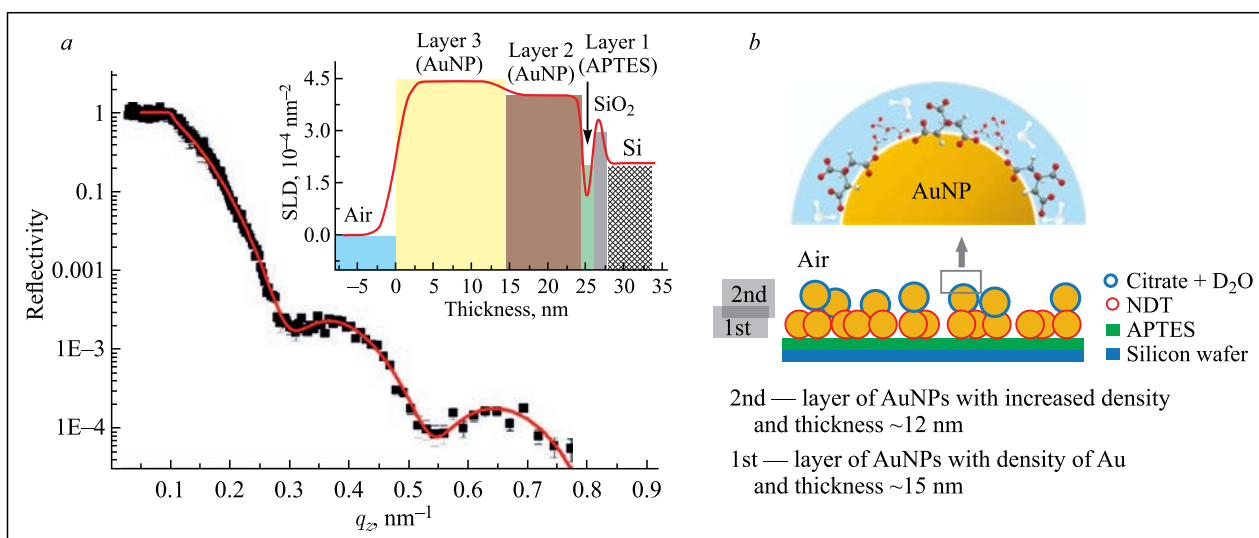 a
Reflectivity
1
0.1
0.001
1E−3
1E−4
0.1 0.2 0.3 0.4 0.5 0.6 0.7 0.8 0.9
q_z, nm⁻¹
SLD, 10⁻⁴ nm⁻²
4.5
3.0
1.5
0.0
Layer 3
(AuNP)
Layer 2
(AuNP)
Layer 1
(APTES)
SiO₂
Si
Air
−5 0 5 10 15 20 25 30 35
Thickness, nm
b
AuNP
Air
2nd
1st
Citrate + D₂O
NDT
APTES
Silicon wafer
2nd — layer of AuNPs with increased density
and thickness ~12 nm
1st — layer of AuNPs with density of Au
and thickness ~15 nm